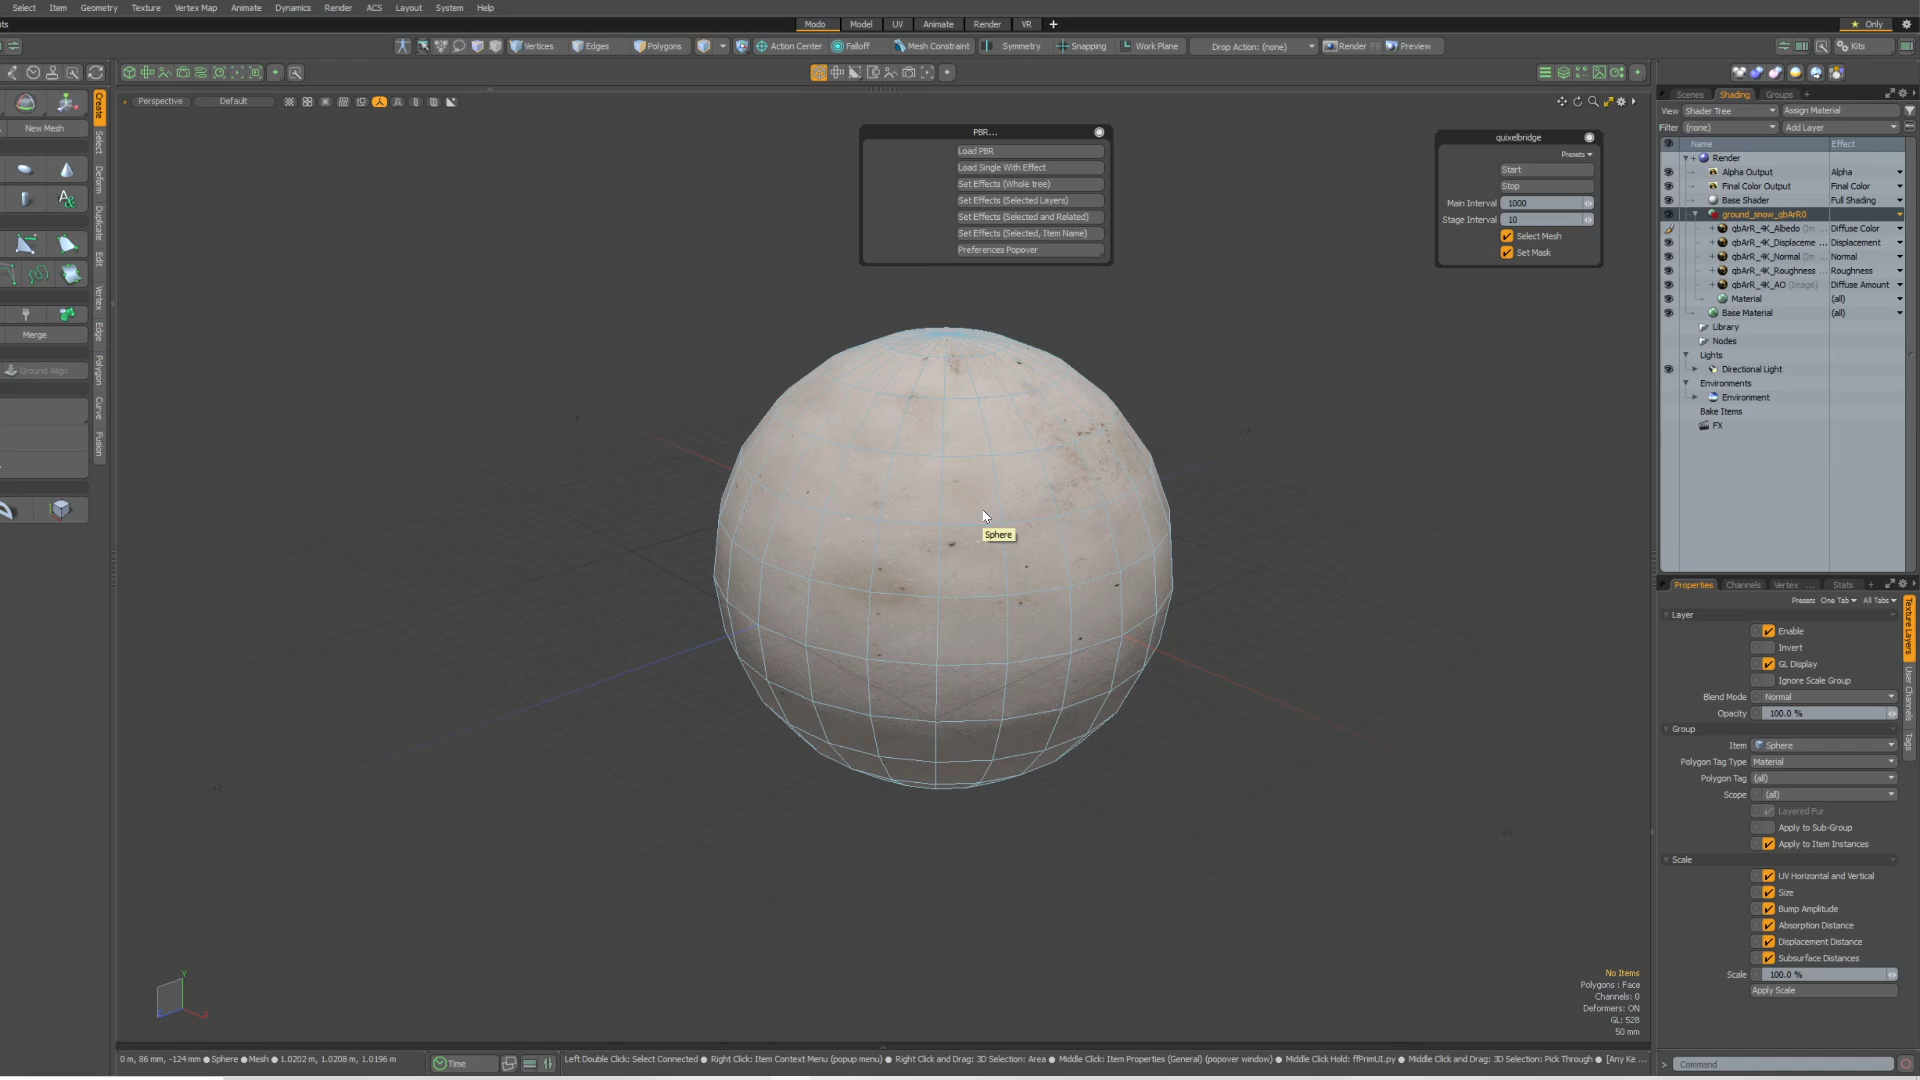 Select Item Geometry Texture Vertex Map Animate Dynamics Render ACS Layout System Help
Modo Model UV Animate Render VR +
Only
Vertices Edges Polygons Action Center Falloff Mesh Constraint Symmetry Snapping Work Plane Drop Action: (none) Render F9 Preview
Kits
Perspective Default
New Mesh
Merge
Ground Align
Create
Select
Deform
Duplicate
Edit
Vertex
Edge
Polygon
Curve
Fusion
PBR...
Load PBR
Load Single With Effect
Set Effects (Whole tree)
Set Effects (Selected Layers)
Set Effects (Selected and Related)
Set Effects (Selected, Item Name)
Preferences Popover
quixelbridge
Presets
Start
Stop
Main Interval 1000
Stage Interval 10
Select Mesh
Set Mask
Sphere
Scenes Shading Groups +
View Shader Tree Assign Material
Filter (none) Add Layer
Name Effect
Render
Alpha Output Alpha
Final Color Output Final Color
Base Shader Full Shading
ground_snow_qbArR0
qbArR_4K_Albedo (Im ... Diffuse Color
qbArR_4K_Displaceme ... Displacement
qbArR_4K_Normal (Im ... Normal
qbArR_4K_Roughness ... Roughness
qbArR_4K_AO (Image) Diffuse Amount
Material (all)
Base Material (all)
Library
Nodes
Lights
Directional Light
Environments
Environment
Bake Items
FX
Properties Channels Vertex ... Stats +
Presets One Tab All Tabs
Layer
Enable
Invert
GL Display
Ignore Scale Group
Blend Mode Normal
Opacity 100.0 %
Group
Item Sphere
Polygon Tag Type Material
Polygon Tag (all)
Scope (all)
Layered Fur
Apply to Sub-Group
Apply to Item Instances
Scale
UV Horizontal and Vertical
Size
Bump Amplitude
Absorption Distance
Displacement Distance
Subsurface Distances
Scale 100.0 %
Apply Scale
Texture Layers
User Channels
Tags
No Items
Polygons : Face
Channels: 0
Deformers: ON
GL: 528
50 mm
Y
X
0 m, 86 mm, -124 mm ● Sphere ● Mesh ● 1.0202 m, 1.0208 m, 1.0196 m
Time
Left Double Click: Select Connected ● Right Click: Item Context Menu (popup menu) ● Right Click and Drag: 3D Selection: Area ● Middle Click: Item Properties (General) (popover window) ● Middle Click Hold: ffPrimUI.py ● Middle Click and Drag: 3D Selection: Pick Through ● [Any Ke ...
> Command